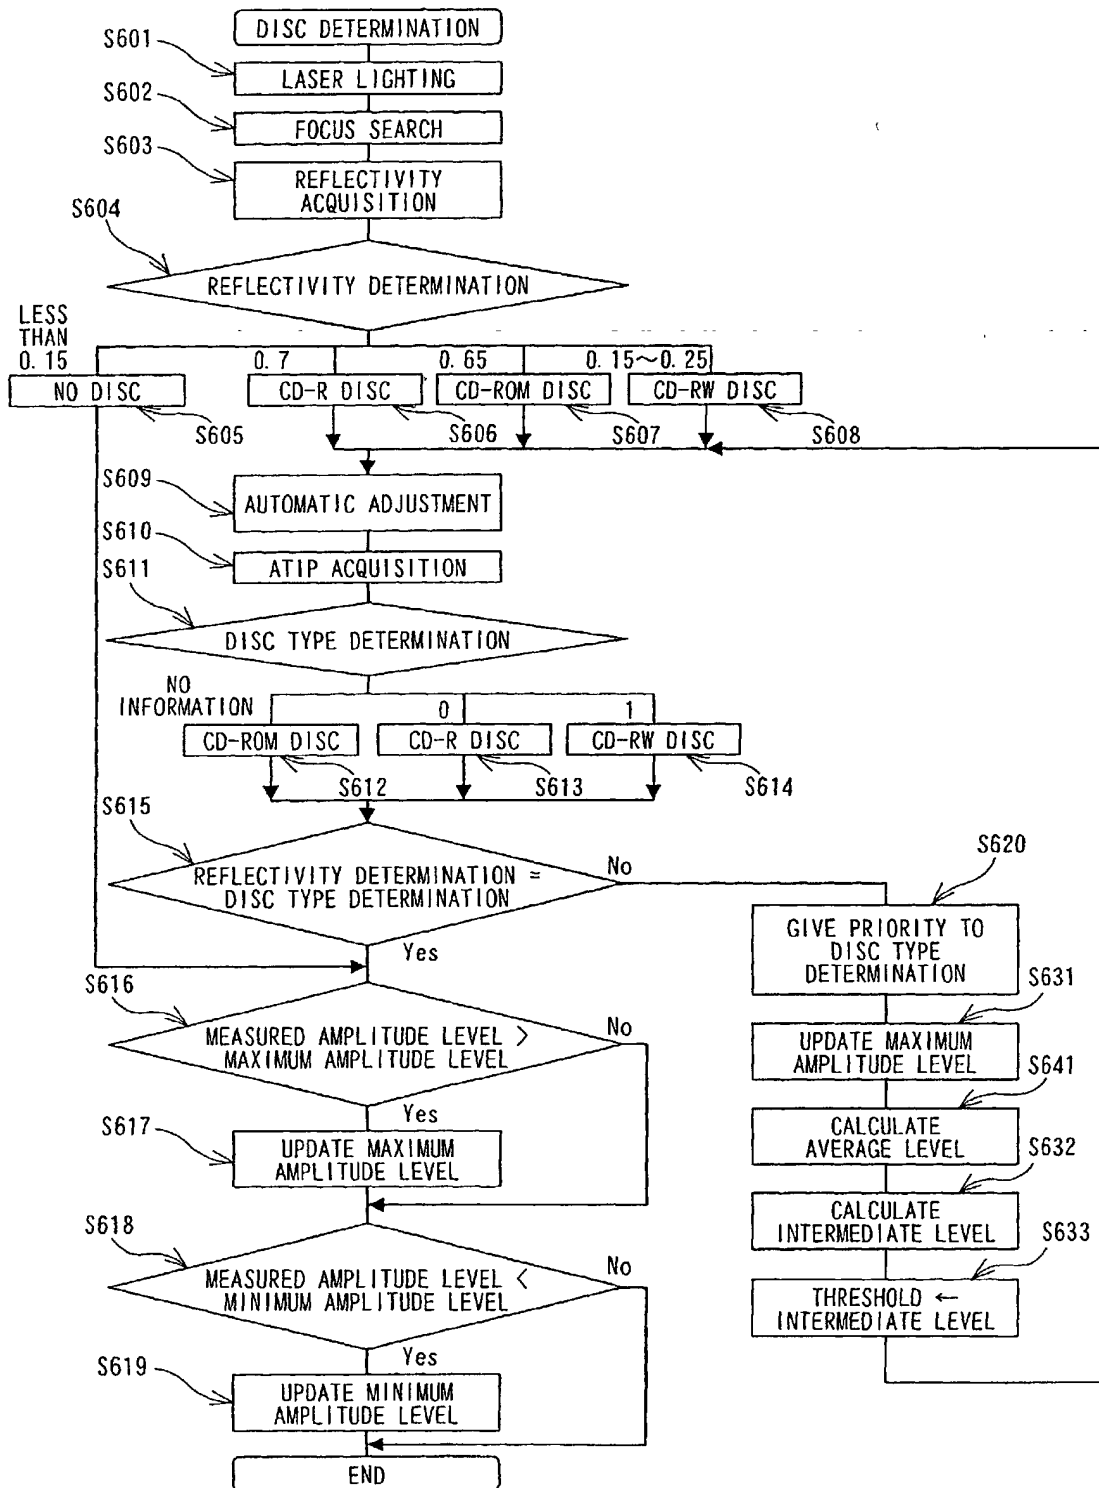 DISC DETERMINATION
S601
LASER LIGHTING
S602
FOCUS SEARCH
S603
REFLECTIVITY
ACQUISITION
S604
REFLECTIVITY DETERMINATION
LESS
THAN
0.15
0.7
0.65
0.15~0.25
NO DISC
CD-R DISC
CD-ROM DISC
CD-RW DISC
S605
S606
S607
S608
S609
AUTOMATIC ADJUSTMENT
S610
ATIP ACQUISITION
S611
DISC TYPE DETERMINATION
NO
INFORMATION
0
1
CD-ROM DISC
CD-R DISC
CD-RW DISC
S612
S613
S614
S615
REFLECTIVITY DETERMINATION =
DISC TYPE DETERMINATION
No
Yes
S620
GIVE PRIORITY TO
DISC TYPE
DETERMINATION
S616
MEASURED AMPLITUDE LEVEL >
MAXIMUM AMPLITUDE LEVEL
No
Yes
S631
UPDATE MAXIMUM
AMPLITUDE LEVEL
S617
UPDATE MAXIMUM
AMPLITUDE LEVEL
S641
CALCULATE
AVERAGE LEVEL
S632
CALCULATE
INTERMEDIATE LEVEL
S618
MEASURED AMPLITUDE LEVEL <
MINIMUM AMPLITUDE LEVEL
No
Yes
S633
THRESHOLD ←
INTERMEDIATE LEVEL
S619
UPDATE MINIMUM
AMPLITUDE LEVEL
END